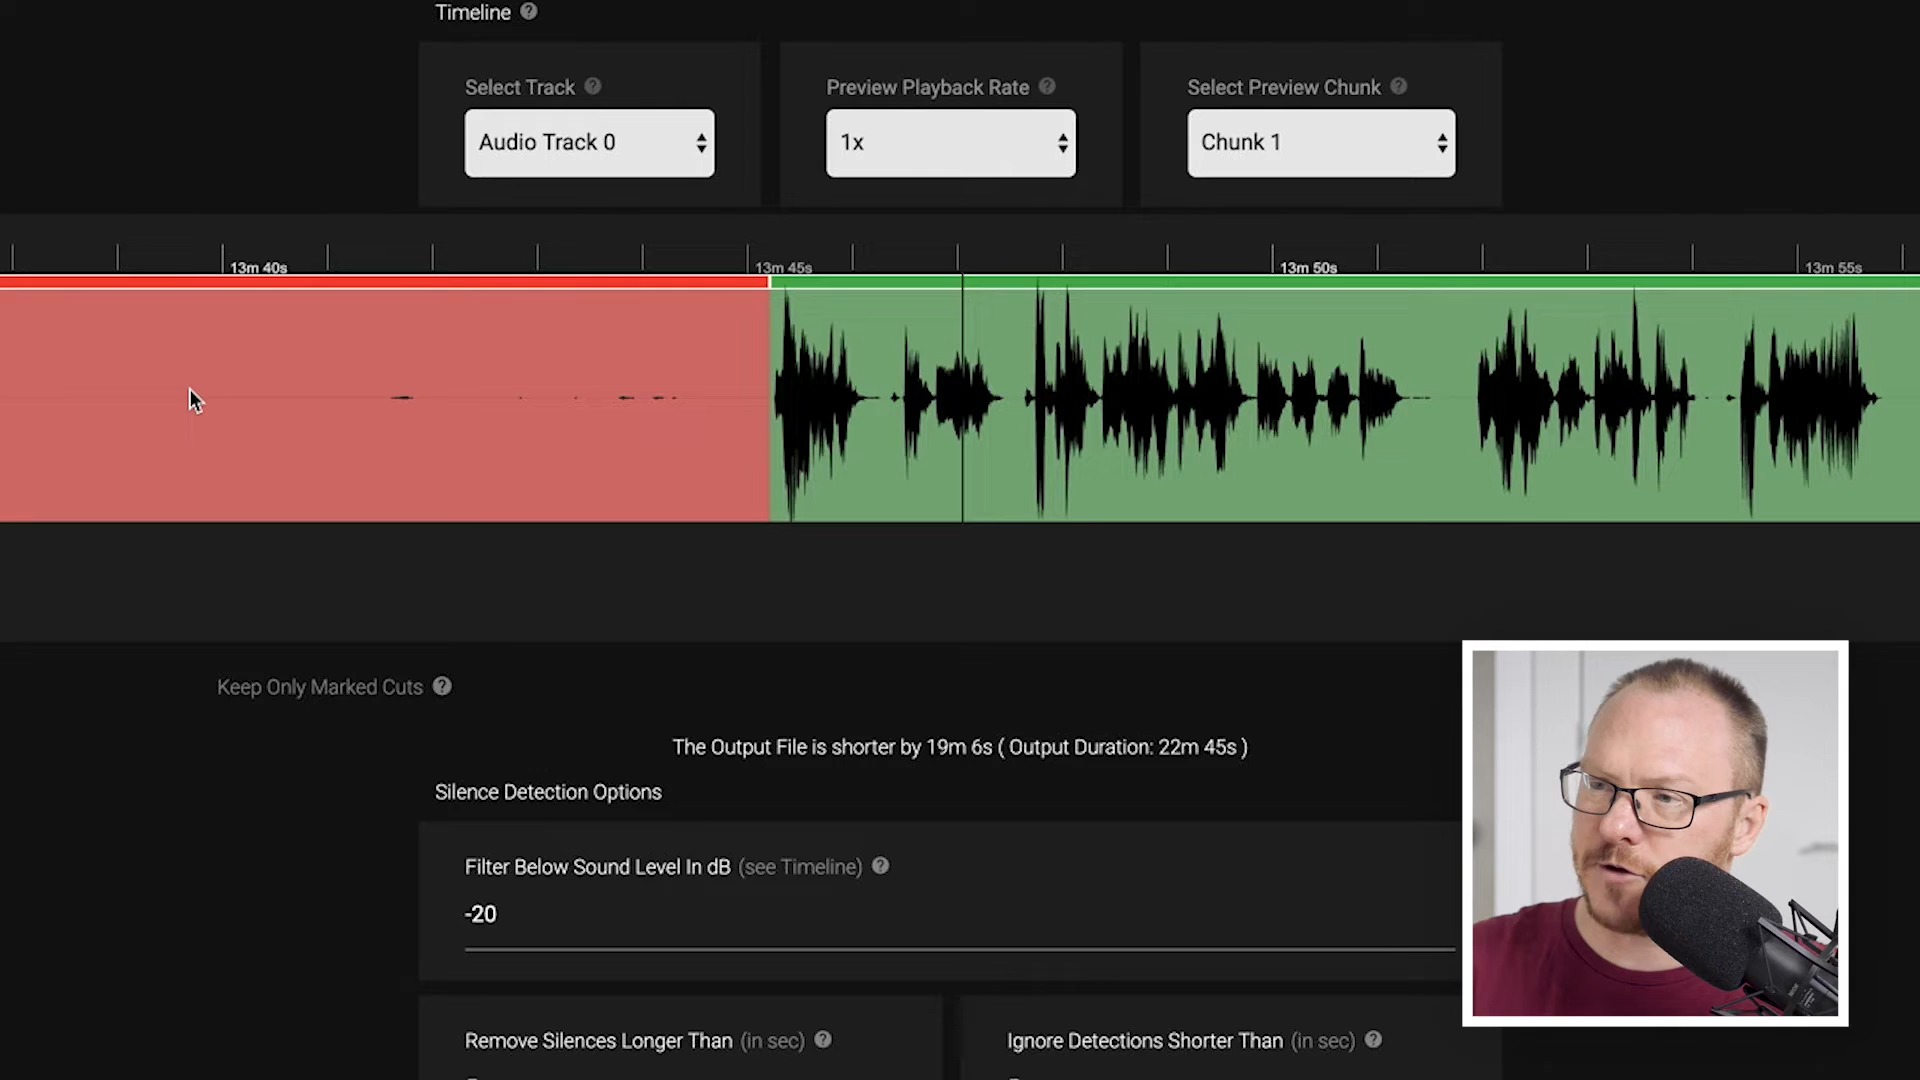 Timeline
Select Track
Preview Playback Rate
Select Preview Chunk
Audio Track 0
1x
Chunk 1
13m 40s
13m 45s
13m 50s
13m 55s
Keep Only Marked Cuts
The Output File is shorter by 19m 6s ( Output Duration: 22m 45s )
Silence Detection Options
Filter Below Sound Level In dB (see Timeline)
-20
Remove Silences Longer Than (in sec)
Ignore Detections Shorter Than (in sec)